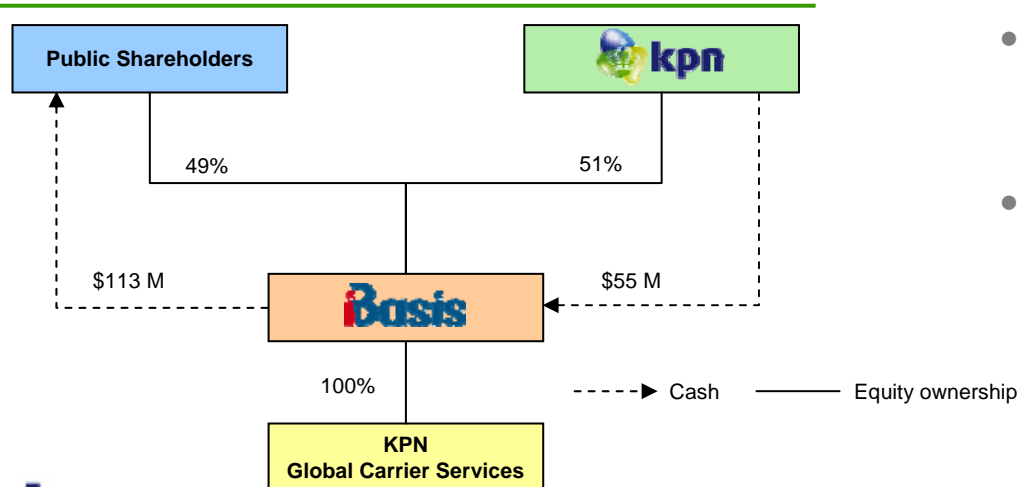 Public Shareholders
kpn
49%
51%
$113 M
$55 M
iBasis
100%
Cash
Equity ownership
KPN
Global Carrier Services